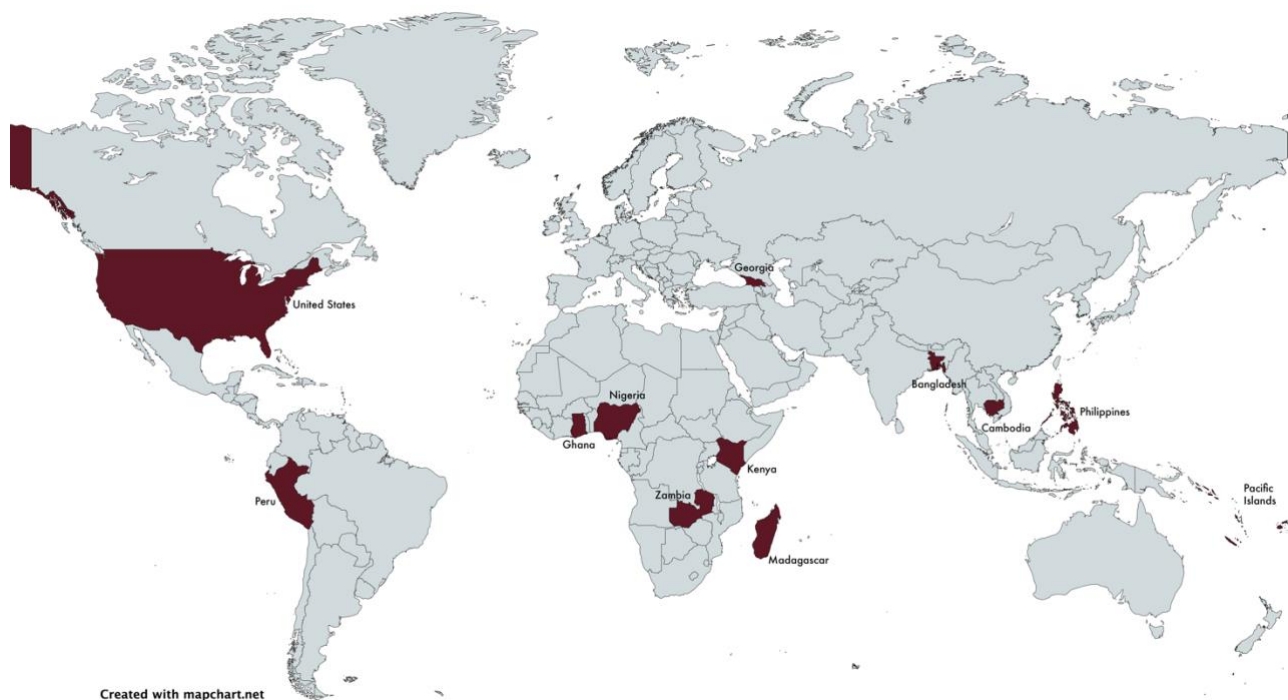 Georgia
United States
Bangladesh
Nigeria
Philippines
Cambodia
Ghana
Kenya
Pacific
Islands
Zambia
Peru
Madagascar
Created with mapchart.net